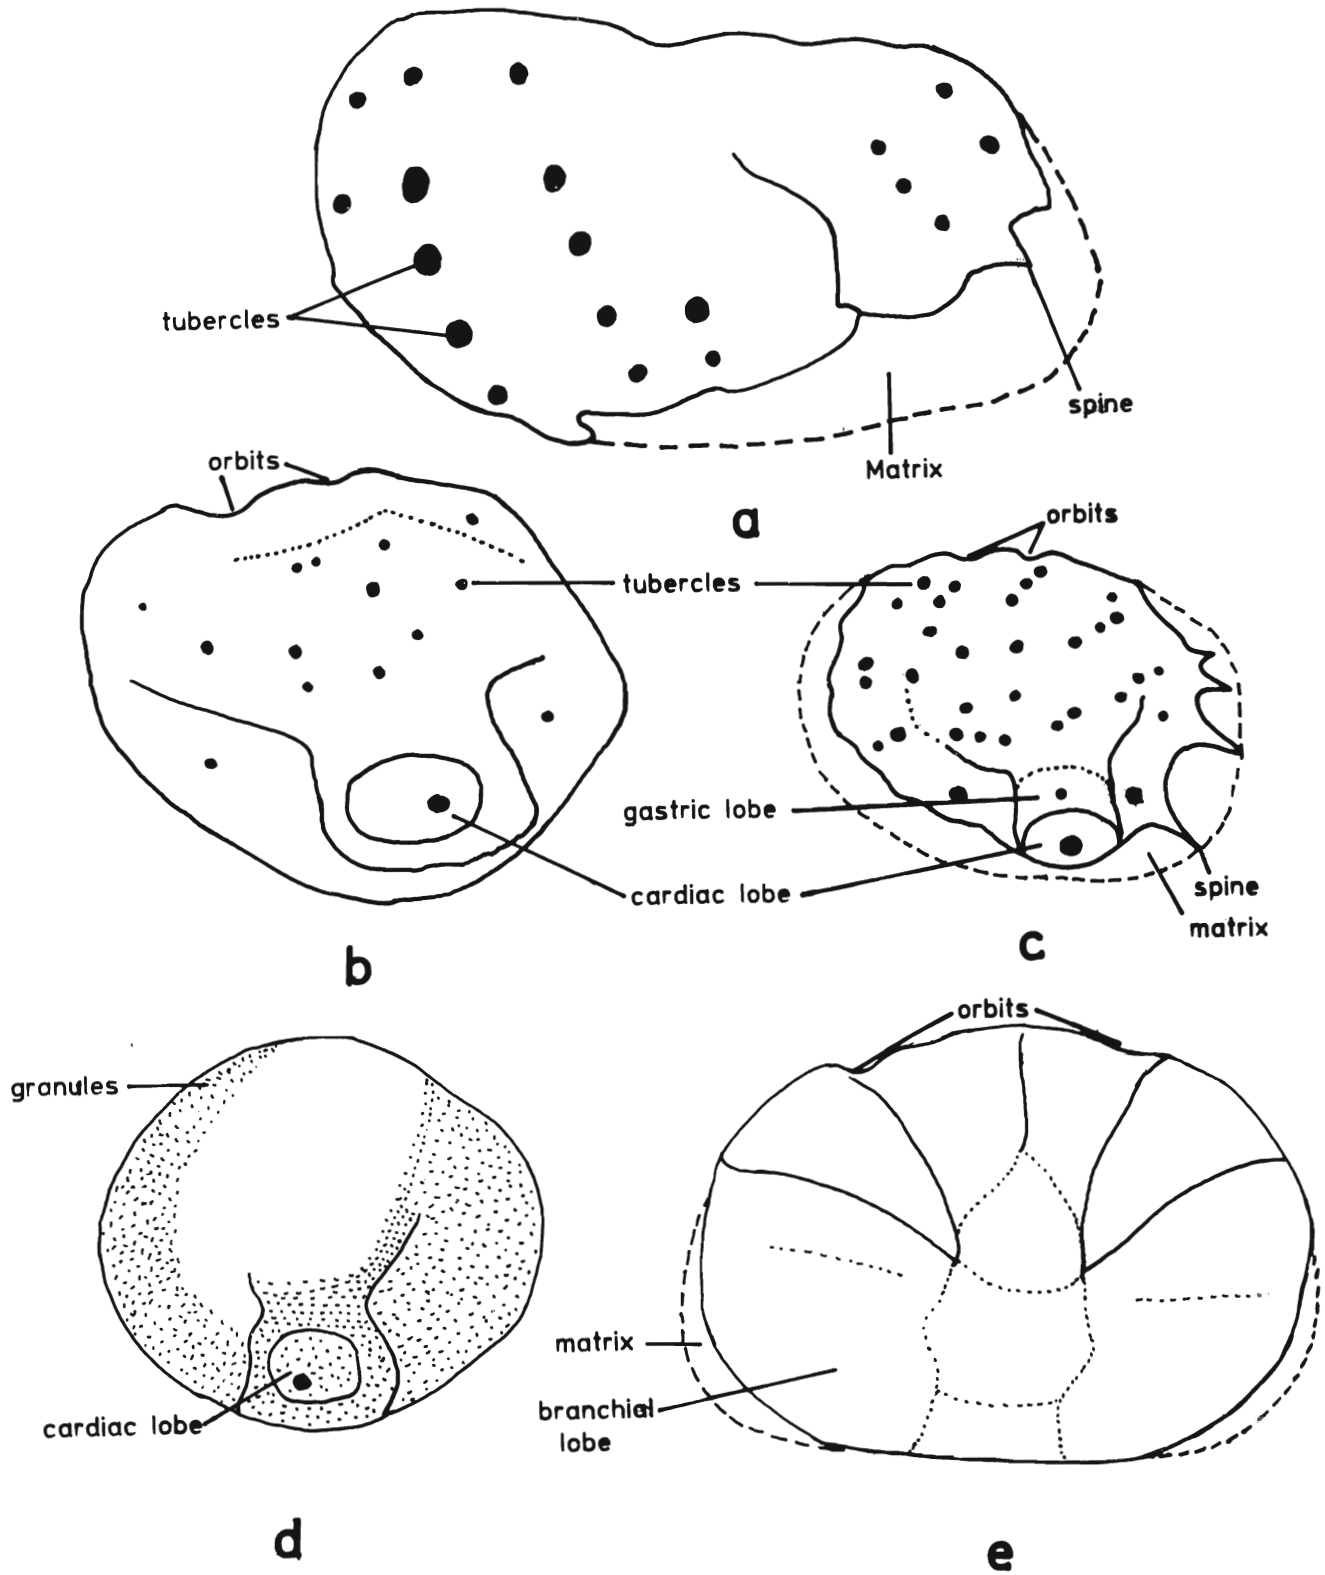 tubercles
spine
Matrix
a
orbits
orbits
tubercles
gastric lobe
cardiac lobe
spine
matrix
b
c
orbits
granules
matrix
branchial
lobe
cardiac lobe
d
e